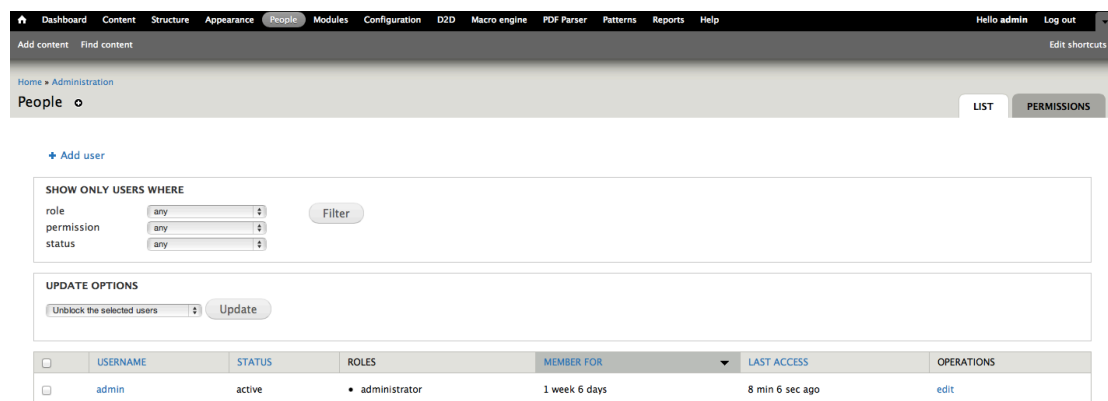 Dashboard Content Structure Appearance People Modules Configuration D2D Macro engine PDF Parser Patterns Reports Help Hello admin Log out
Add content Find content Edit shortcuts
Home » Administration
People
LIST PERMISSIONS
+ Add user
SHOW ONLY USERS WHERE
role any Filter
permission any
status any
UPDATE OPTIONS
Unblock the selected users Update
USERNAME STATUS ROLES MEMBER FOR LAST ACCESS OPERATIONS
admin active • administrator 1 week 6 days 8 min 6 sec ago edit